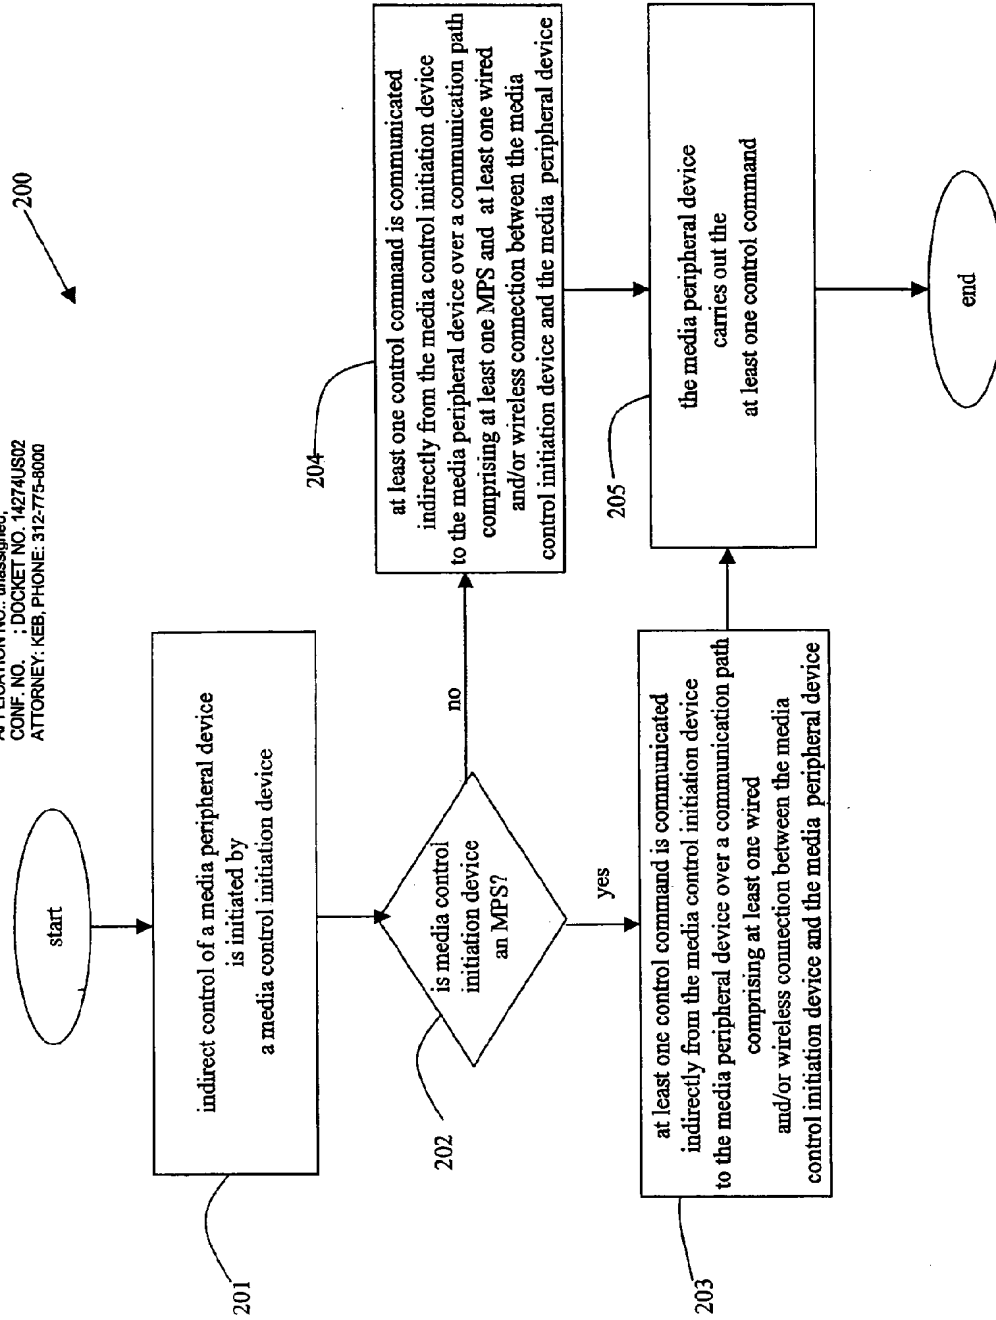 APPLICATION NO.: unassigned;
CONF. NO.    ; DOCKET NO. 14274US02
ATTORNEY: KEB, PHONE: 312-775-8000
200
start
201
indirect control of a media peripheral device
is initiated by
a media control initiation device
202
is media control
initiation device
an MPS?
no
yes
204
at least one control command is communicated
indirectly from the media control initiation device
to the media peripheral device over a communication path
comprising at least one MPS and at least one wired
and/or wireless connection between the media
control initiation device and the media peripheral device
203
at least one control command is communicated
indirectly from the media control initiation device
to the media peripheral device over a communication path
comprising at least one wired
and/or wireless connection between the media
control initiation device and the media peripheral device
205
the media peripheral device
carries out the
at least one control command
end